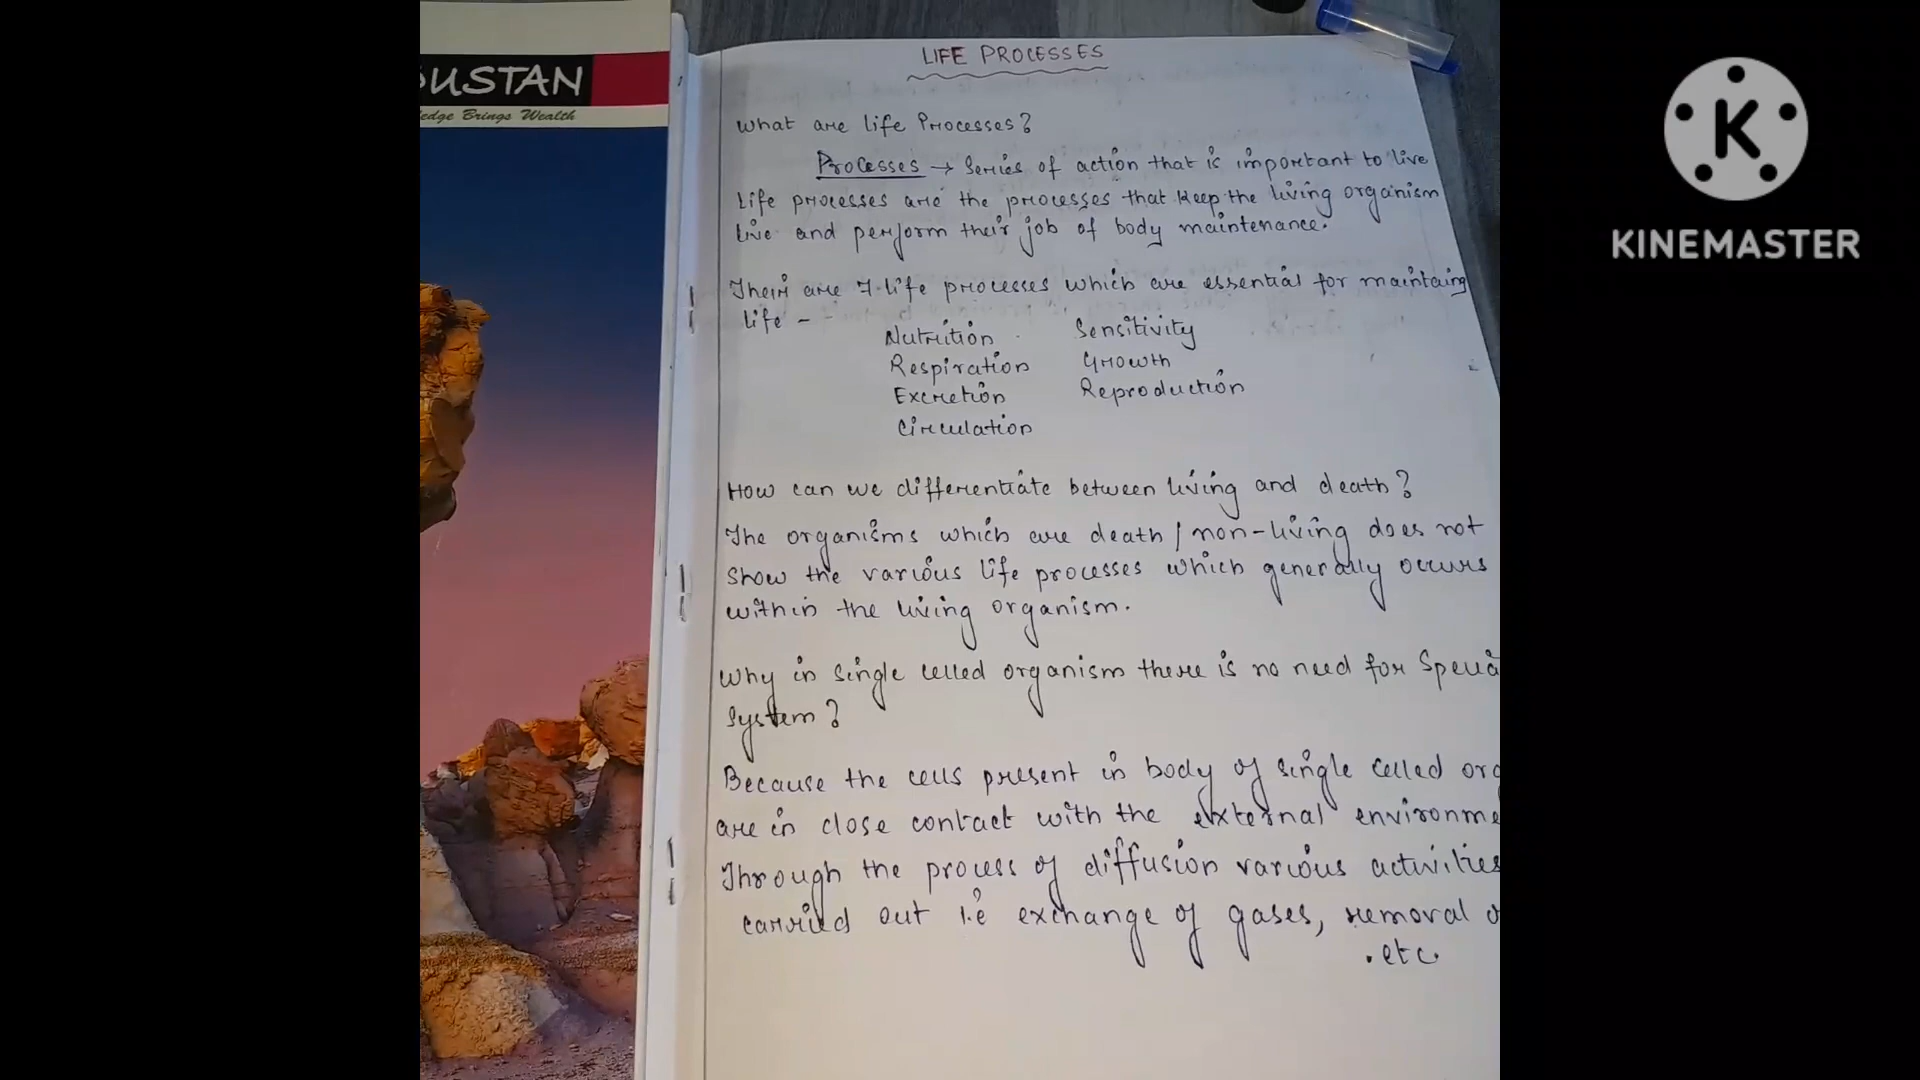 USTAN
edge Brings Wealth
LIFE PROCESSES
What are life Processes?
Processes → Series of action that is important to live
Life processes are the processes that keep the living organism
live and perform their job of body maintenance.
Their are 7 life processes which are essential for maintaing
life -
Nutrition Sensitivity
Respiration Growth
Excretion Reproduction
Circulation
How can we differentiate between living and death?
The organisms which are death / non-living does not
show the various life processes which generally occurs
within the living organism.
Why in single celled organism there is no need for
system?
Because the cells present in body of single celled
are in close contact with the external
Through the process of diffusion various activities
carried out i.e exchange of gases, removal
.etc.
K
KINEMASTER